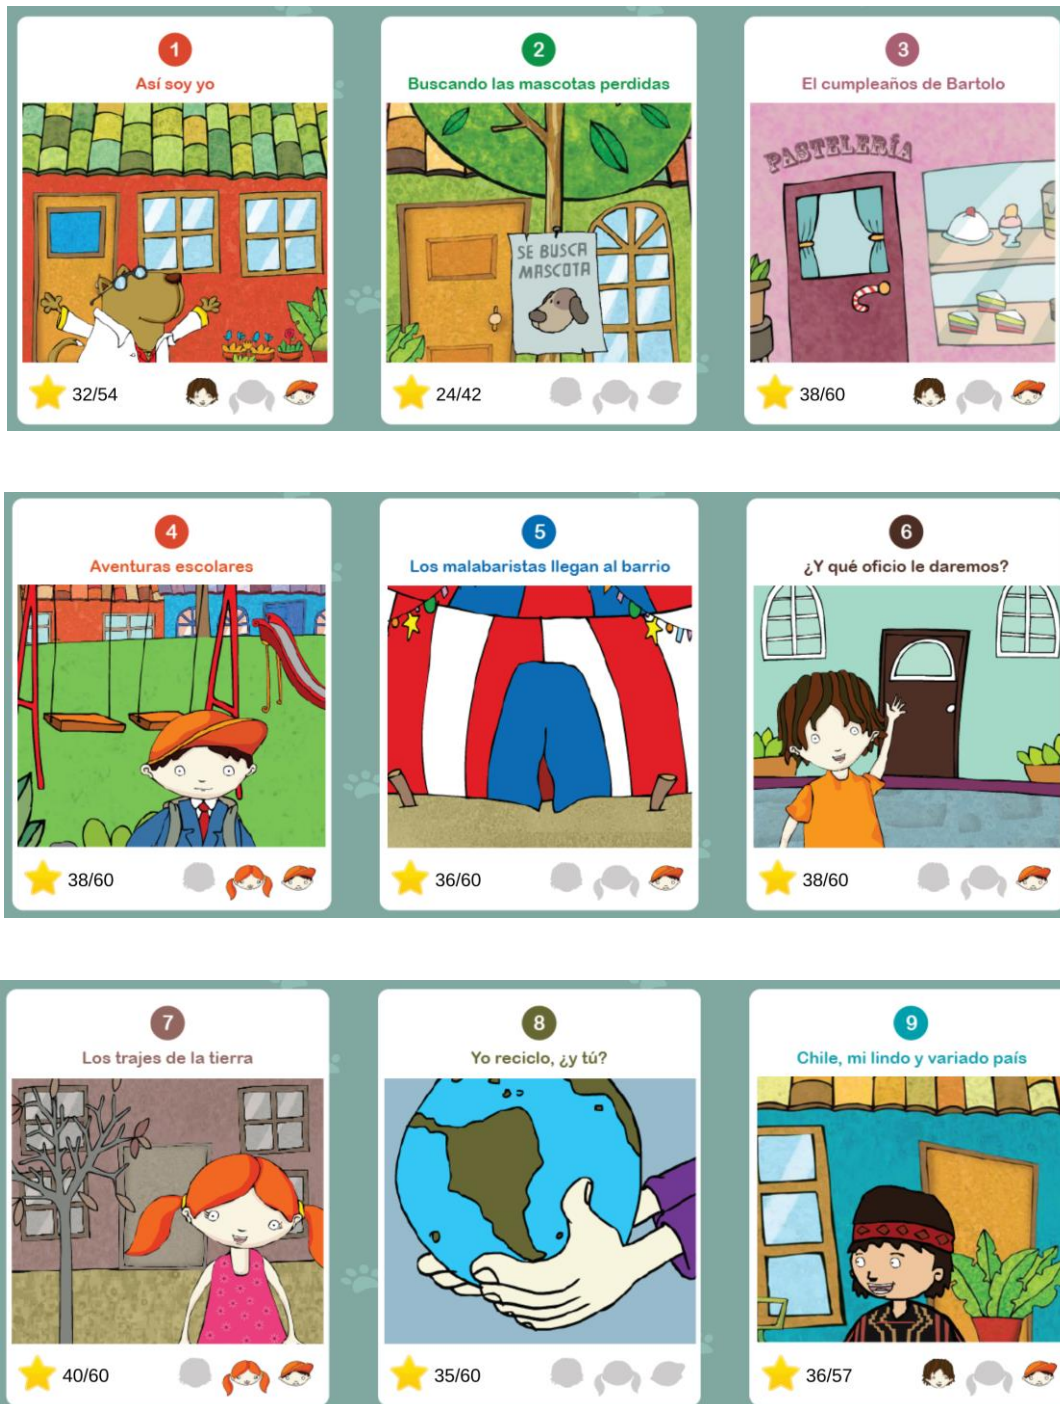 1
Así soy yo
PASTELERÍA
32/54
2
Buscando las mascotas perdidas
SE BUSCA
MASCOTA
24/42
3
El cumpleaños de Bartolo
38/60
4
Aventuras escolares
38/60
5
Los malabaristas llegan al barrio
36/60
6
¿Y qué oficio le daremos?
38/60
7
Los trajes de la tierra
40/60
8
Yo reciclo, ¿y tú?
35/60
9
Chile, mi lindo y variado país
36/57